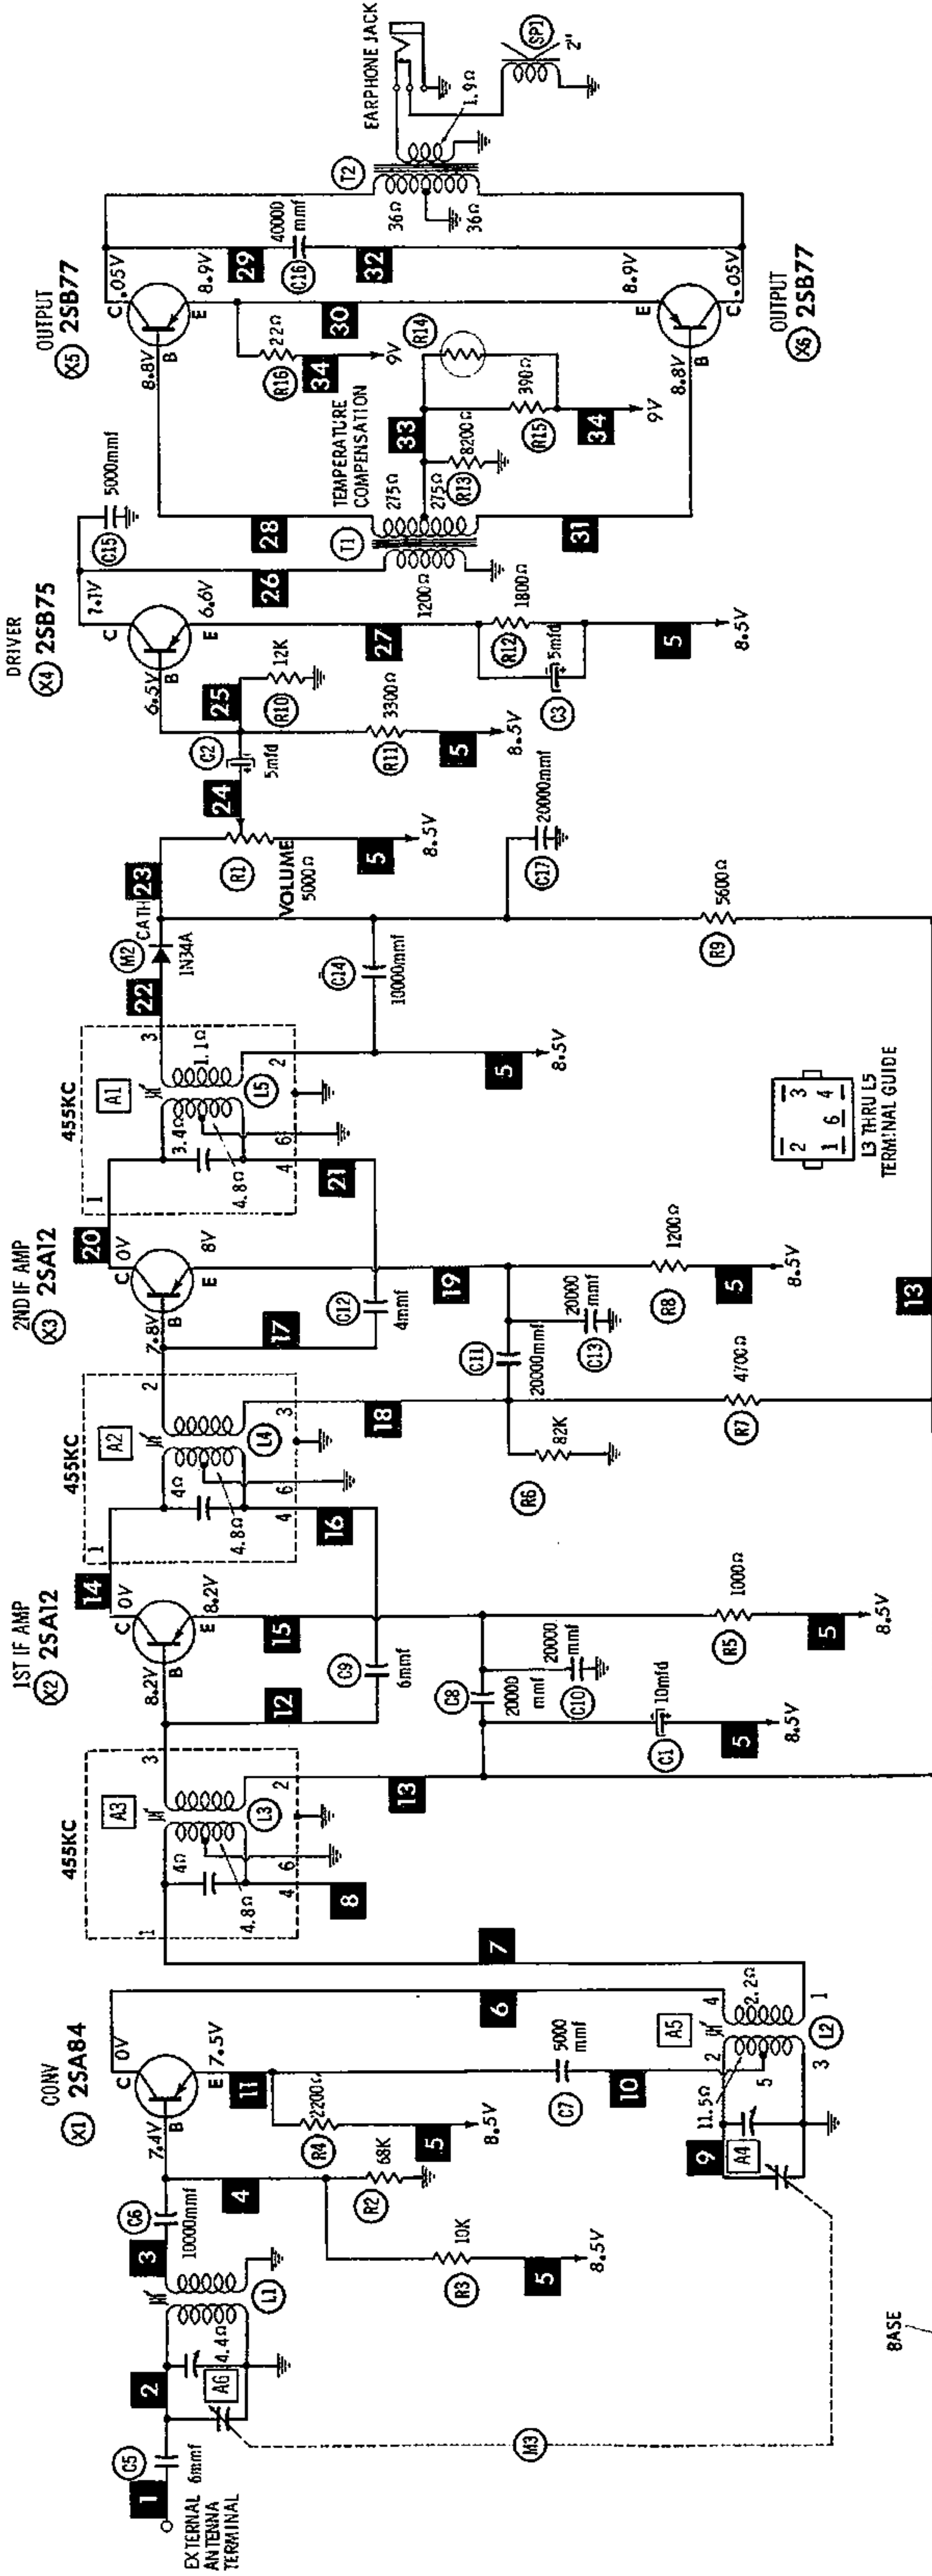 EXTERNAL
ANTENNA
TERMINAL
1
C5
6mmf
2
A6
4.4Ω
L1
3
C6
10000mmf
4
R3
10K
5
8.5V
R2
68K
CONV
X1 2SA84
7.4V
B
C
0V
E
7.5V
11
R4
2200Ω
5
8.5V
C7
5000
mmf
10
6
7
M3
9
A4
11.5Ω
A5
2
5
3
4
2.2Ω
1
L2
BASE
455KC
A3
1
4Ω
4.8Ω
4
6
8
3
2
L3
13
12
1ST IF AMP
X2 2SA12
8.2V
B
C
0V
E
8.2V
15
C9
6mmf
C8
20000
mmf
C10
20000
mmf
C1
10mfd
5
8.5V
R5
1000Ω
5
8.5V
14
455KC
A2
1
4Ω
4.8Ω
4
6
16
2
3
L4
18
17
R6
82K
R7
4700Ω
C11
20000mmf
C13
20000
mmf
2ND IF AMP
X3 2SA12
7.8V
B
C
0V
E
8V
19
C12
4mmf
R8
1200Ω
5
8.5V
13
20
455KC
A1
1
3.4Ω
4.8Ω
4
6
21
3
1.1Ω
2
L5
5
8.5V
L3 THRU L5
TERMINAL GUIDE
2
3
1
6
4
22
M2
CATH
1N34A
23
C14
10000mmf
R9
5600Ω
C17
20000mmf
R1
VOLUME
5000Ω
5
8.5V
24
C2
5mfd
25
R10
12K
R11
3300Ω
5
8.5V
DRIVER
X4 2SB75
6.5V
B
C
7.1V
E
6.6V
27
C3
5mfd
R12
1800Ω
5
8.5V
C15
5000mmf
26
T1
1200Ω
275Ω
275Ω
28
31
TEMPERATURE
COMPENSATION
33
R13
8200Ω
R15
390Ω
R14
34
9V
OUTPUT
X5 2SB77
8.8V
B
C
.05V
E
8.9V
R16
22Ω
34
9V
30
29
C16
40000
mmf
32
8.9V
E
8.8V
B
C
.05V
OUTPUT
X6 2SB77
T2
36Ω
36Ω
1.9Ω
EARPHONE JACK
SP1
2"